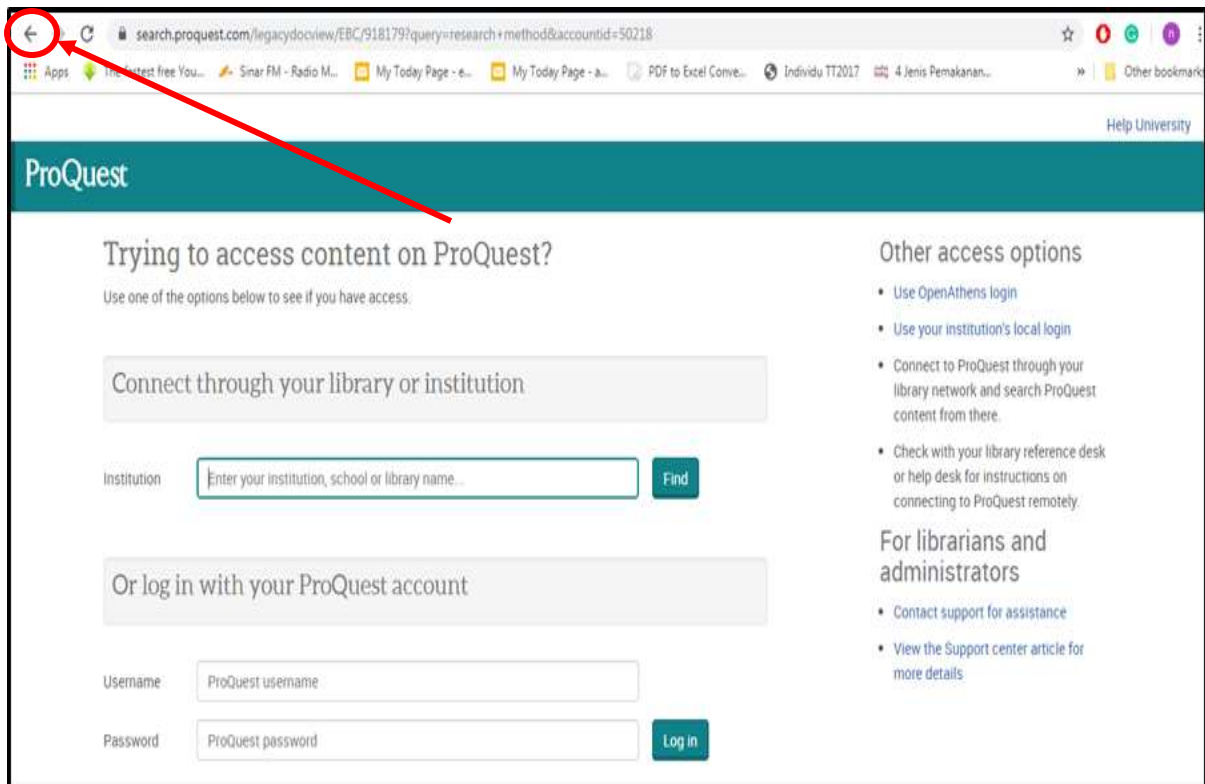 search.proquest.com/legacydocview/EBC/918179?query=research+method&accountid=50218
Apps The fastest free You... Sinar FM - Radio M... My Today Page - e... My Today Page - a... PDF to Excel Conve... Individu TT2017 4 Jenis Pemakanan... » Other bookmarks
Help University
ProQuest
Trying to access content on ProQuest?
Use one of the options below to see if you have access.
Connect through your library or institution
Institution Enter your institution, school or library name... Find
Or log in with your ProQuest account
Username ProQuest username
Password ProQuest password Log in
Other access options
• Use OpenAthens login
• Use your institution's local login
• Connect to ProQuest through your
library network and search ProQuest
content from there.
• Check with your library reference desk
or help desk for instructions on
connecting to ProQuest remotely.
For librarians and
administrators
• Contact support for assistance
• View the Support center article for
more details